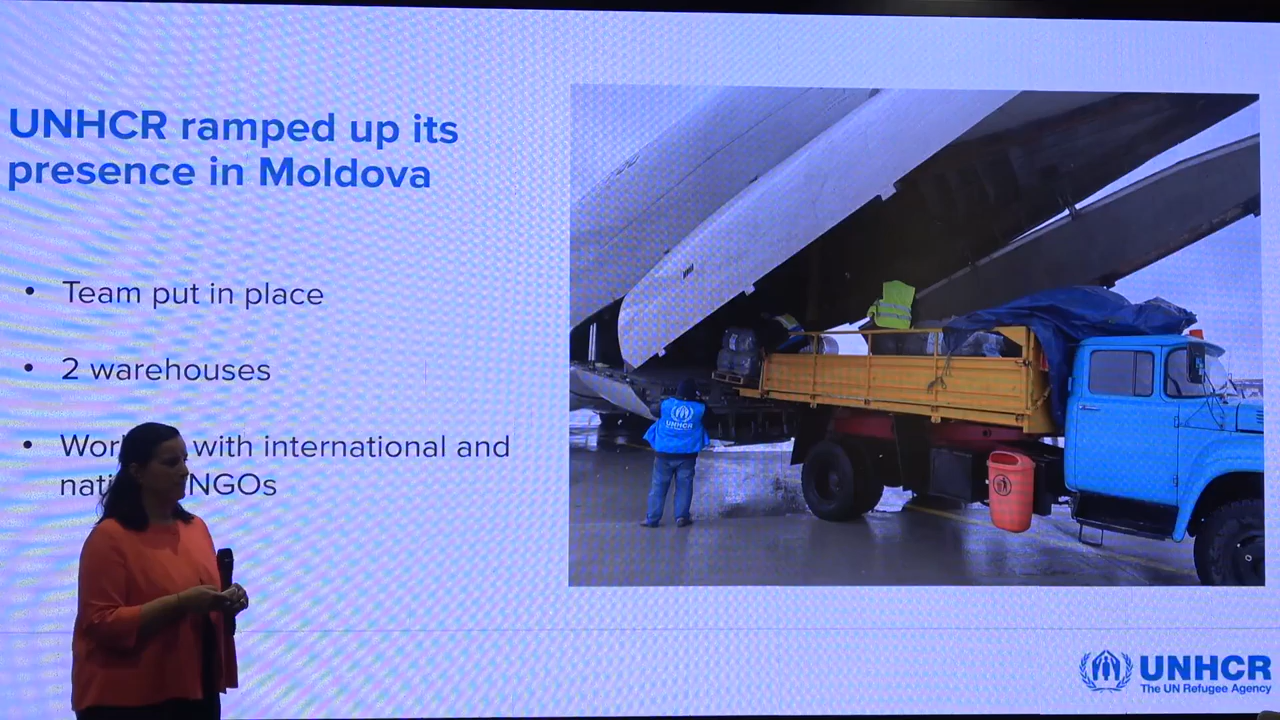 UNHCR ramped up its
presence in Moldova
• Team put in place
• 2 warehouses
• with international and
NGOs
UNHCR
UNHCR
The UN Refugee Agency